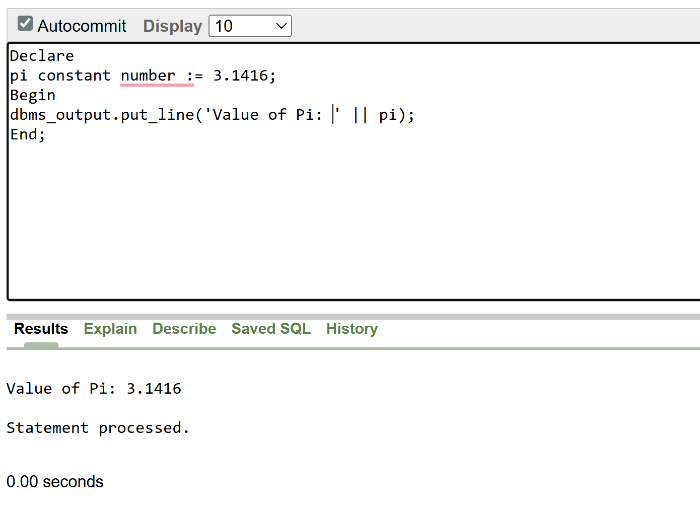 Autocommit Display 10
Declare
pi constant number := 3.1416;
Begin
dbms_output.put_line('Value of Pi: ' || pi);
End;
Results Explain Describe Saved SQL History
Value of Pi: 3.1416
Statement processed.
0.00 seconds